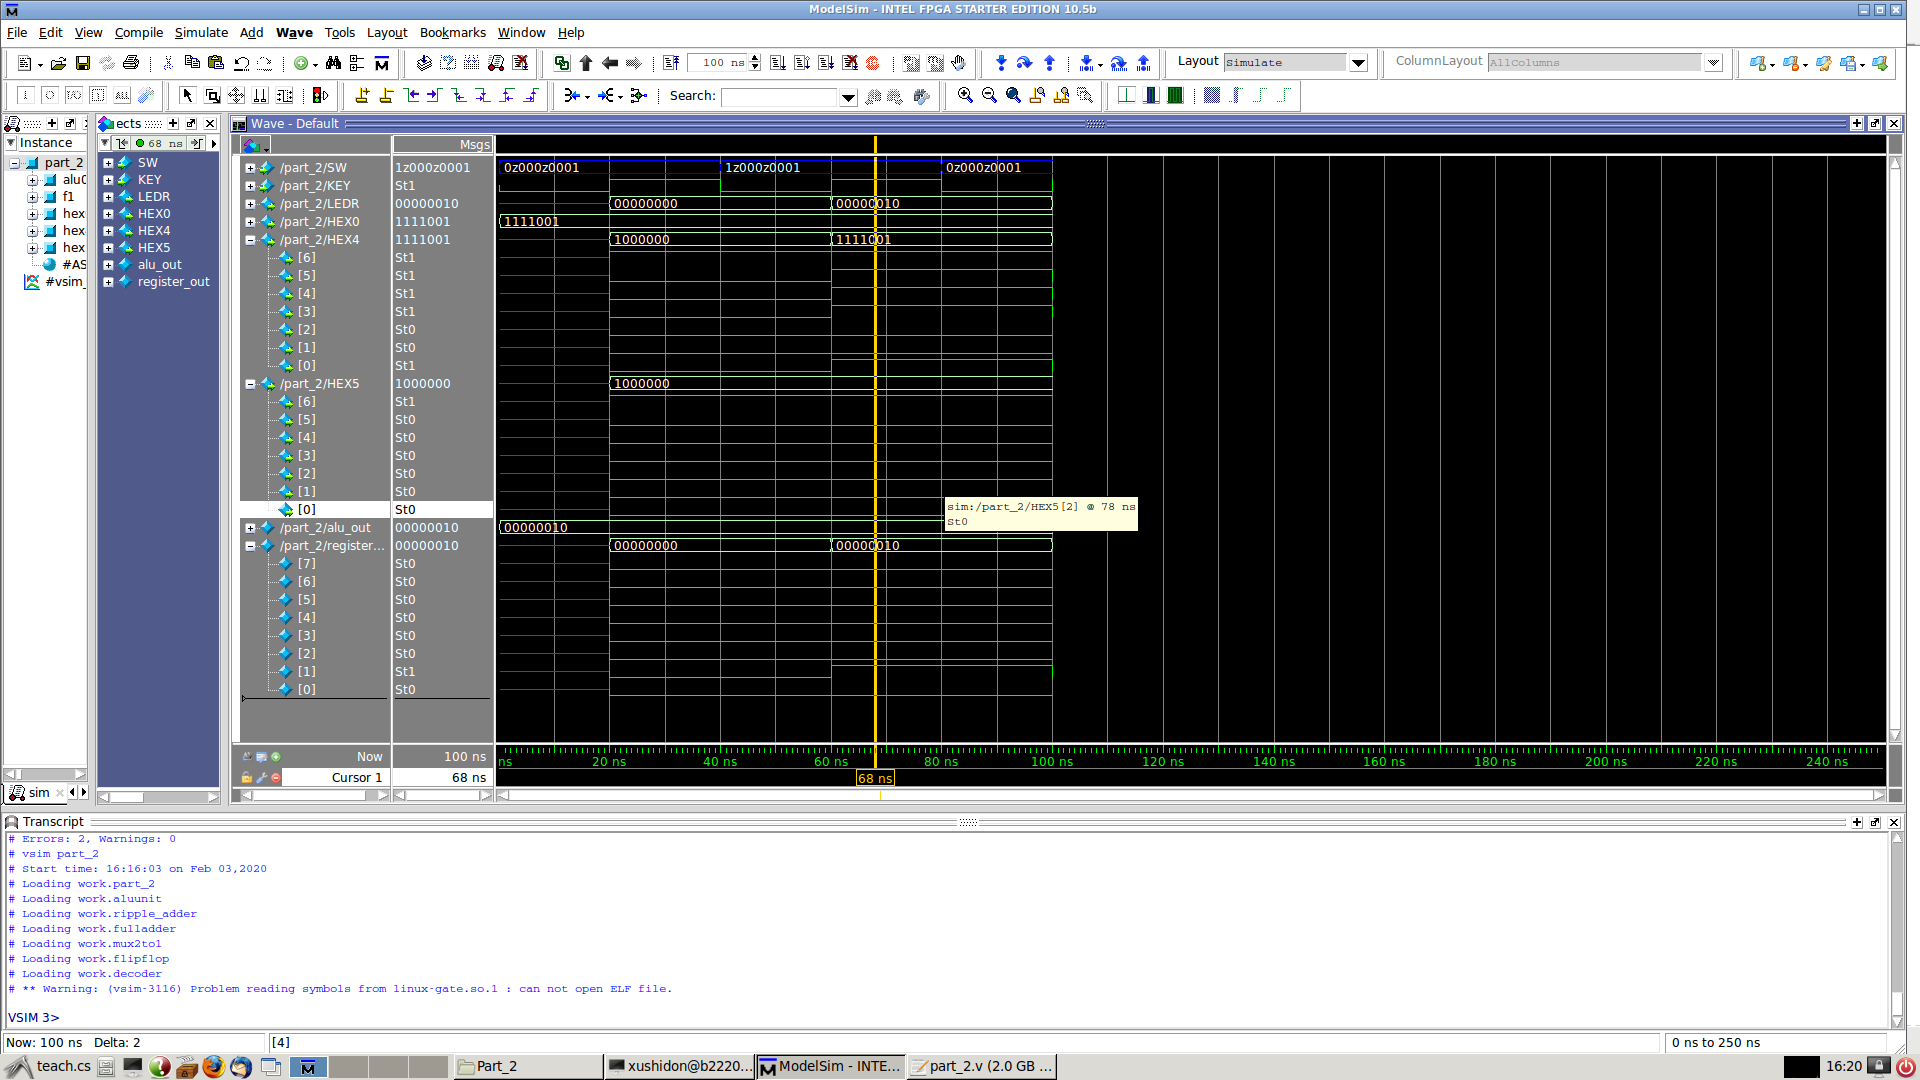 ModelSim - INTEL FPGA STARTER EDITION 10.5b
File Edit View Compile Simulate Add Wave Tools Layout Bookmarks Window Help
100 ns
Layout Simulate
ColumnLayout AllColumns
Search:
ects
68 ns
Wave - Default
Instance
part_2
alu0
f1
hex
hex
hex
#AS
#vsim_
SW
KEY
LEDR
HEX0
HEX4
HEX5
alu_out
register_out
Msgs
/part_2/SW 1z000z0001 0z000z0001 1z000z0001 0z000z0001
/part_2/KEY St1
/part_2/LEDR 00000010 00000000 00000010
/part_2/HEX0 1111001 1111001
/part_2/HEX4 1111001 1000000 1111001
[6] St1
[5] St1
[4] St1
[3] St1
[2] St0
[1] St0
[0] St1
/part_2/HEX5 1000000 1000000
[6] St1
[5] St0
[4] St0
[3] St0
[2] St0
[1] St0
[0] St0
sim:/part_2/HEX5[2] @ 78 ns
St0
/part_2/alu_out 00000010 00000010
/part_2/register... 00000010 00000000 00000010
[7] St0
[6] St0
[5] St0
[4] St0
[3] St0
[2] St0
[1] St1
[0] St0
Now 100 ns
ns 20 ns 40 ns 60 ns 80 ns 100 ns 120 ns 140 ns 160 ns 180 ns 200 ns 220 ns 240 ns
Cursor 1 68 ns 68 ns
sim
Transcript
# Errors: 2, Warnings: 0
# vsim part_2
# Start time: 16:16:03 on Feb 03,2020
# Loading work.part_2
# Loading work.aluunit
# Loading work.ripple_adder
# Loading work.fulladder
# Loading work.mux2to1
# Loading work.flipflop
# Loading work.decoder
# ** Warning: (vsim-3116) Problem reading symbols from linux-gate.so.1 : can not open ELF file.
VSIM 3>
Now: 100 ns Delta: 2 [4] 0 ns to 250 ns
teach.cs Part_2 xushidon@b2220... ModelSim - INTE... part_2.v (2.0 GB ... 16:20